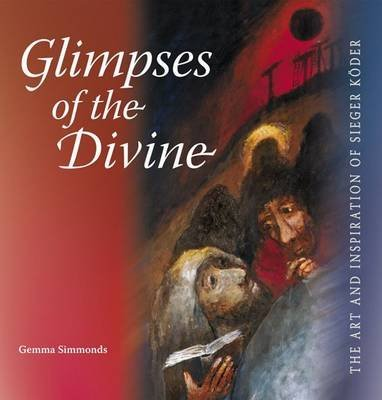 Glimpses
of the
Divine
THE ART AND INSPIRATION OF SIEGER KÖDER
Gemma Simmonds